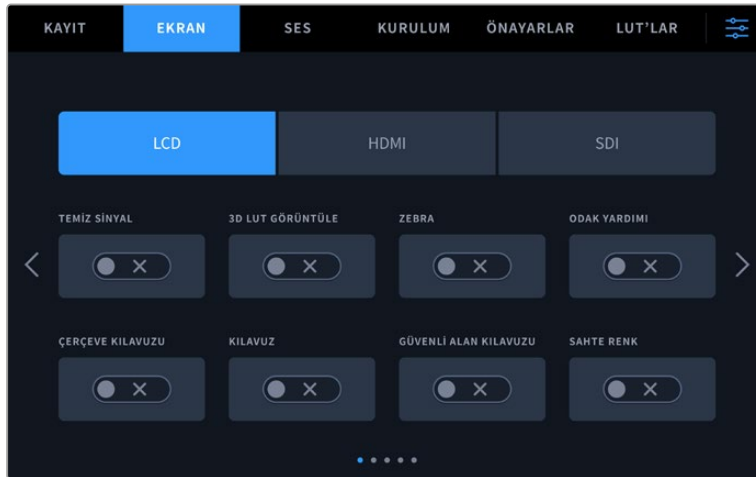 KAYIT EKRAN SES KURULUM ÖNAYARLAR LUT’LAR
LCD HDMI SDI
TEMİZ SİNYAL 3D LUT GÖRÜNTÜLE ZEBRA ODAK YARDIMI
ÇERÇEVE KILAVUZU KILAVUZ GÜVENLİ ALAN KILAVUZU SAHTE RENK